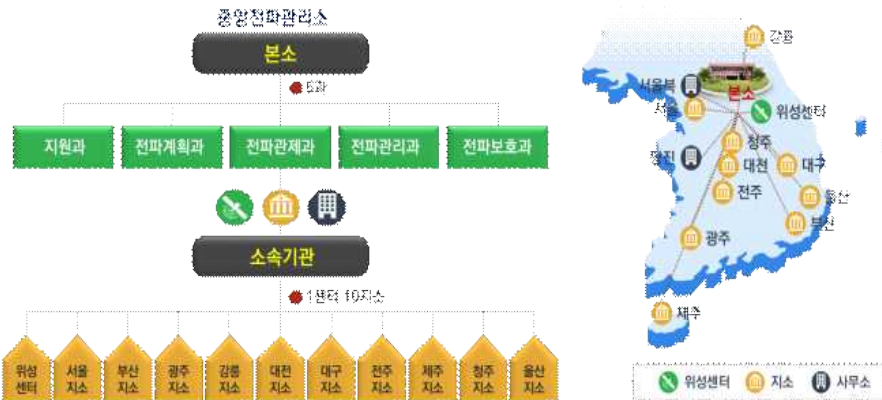 중앙전파관리소
본소
5과
지원과
전파계획과
전파관제과
전파관리과
전파보호과
소속기관
1센터 10지소
위성
센터
서울
지소
부산
지소
광주
지소
강릉
지소
대전
지소
대구
지소
전주
지소
제주
지소
청주
지소
울산
지소
강릉
서울북
본소
서울
위성센터
청주
당진
대전
대구
전주
울산
부산
광주
제주
위성센터
지소
사무소